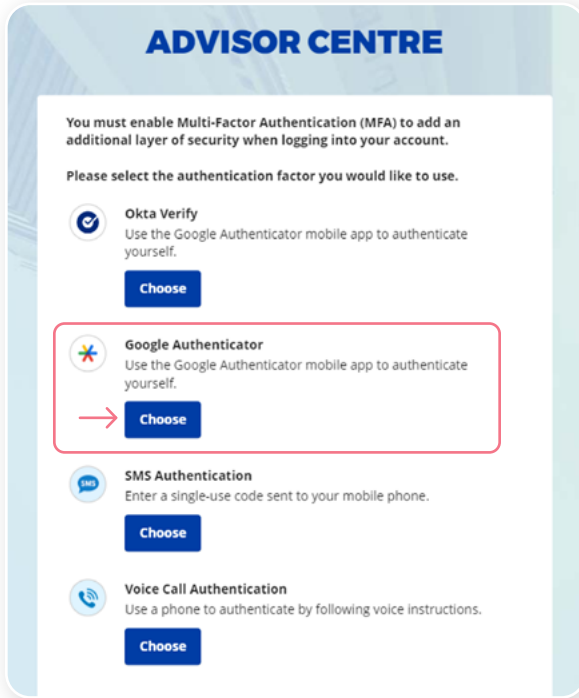 ADVISOR CENTRE
You must enable Multi-Factor Authentication (MFA) to add an
additional layer of security when logging into your account.
Please select the authentication factor you would like to use.
Okta Verify
Use the Google Authenticator mobile app to authenticate
yourself.
Choose
Google Authenticator
Use the Google Authenticator mobile app to authenticate
yourself.
Choose
SMS
SMS Authentication
Enter a single-use code sent to your mobile phone.
Choose
Voice Call Authentication
Use a phone to authenticate by following voice instructions.
Choose